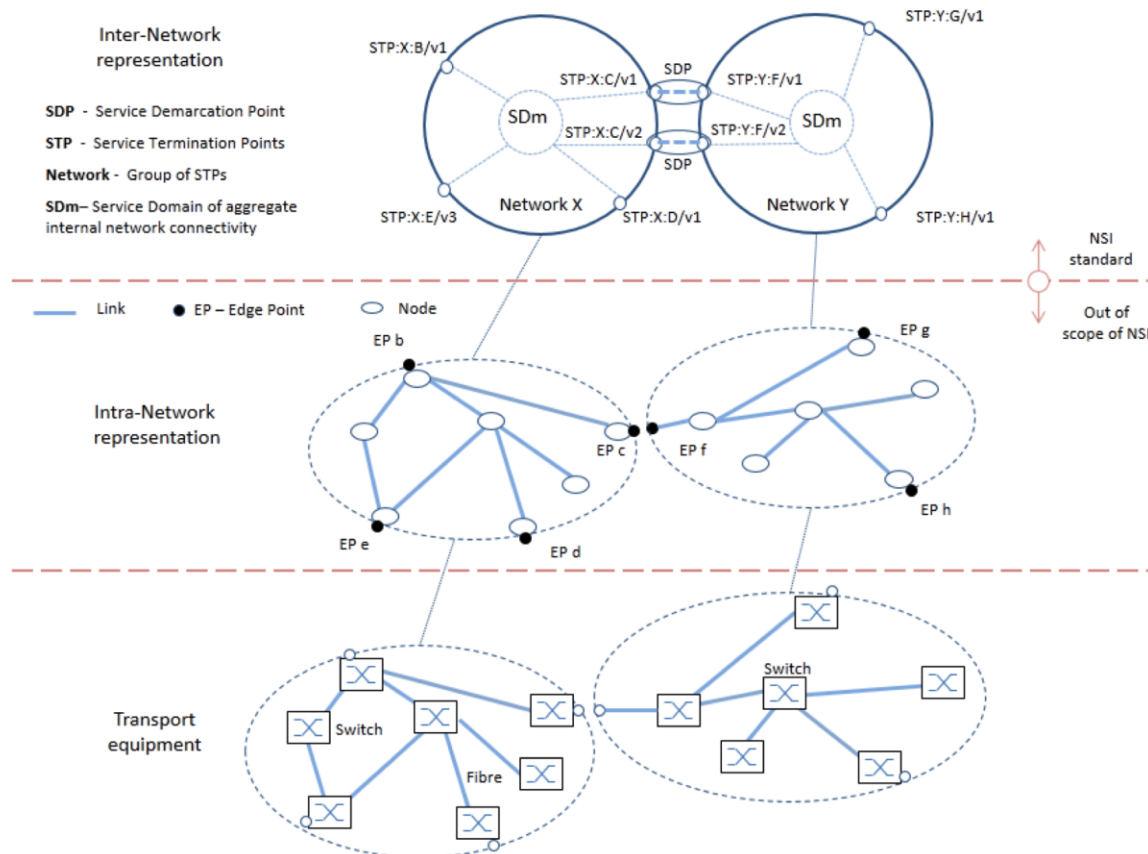 Inter-Network
representation
SDP - Service Demarcation Point
STP - Service Termination Points
Network - Group of STPs
SDm– Service Domain of aggregate
internal network connectivity
STP:X:B/v1
STP:X:C/v1
SDm
STP:X:C/v2
STP:X:E/v3
Network X
STP:X:D/v1
SDP
SDP
STP:Y:G/v1
STP:Y:F/v1
SDm
STP:Y:F/v2
Network Y
STP:Y:H/v1
NSI
standard
Out of
scope of NSI
Link
EP – Edge Point
Node
Intra-Network
representation
EP b
EP c
EP e
EP d
EP g
EP f
EP h
Transport
equipment
Switch
Fibre
Switch